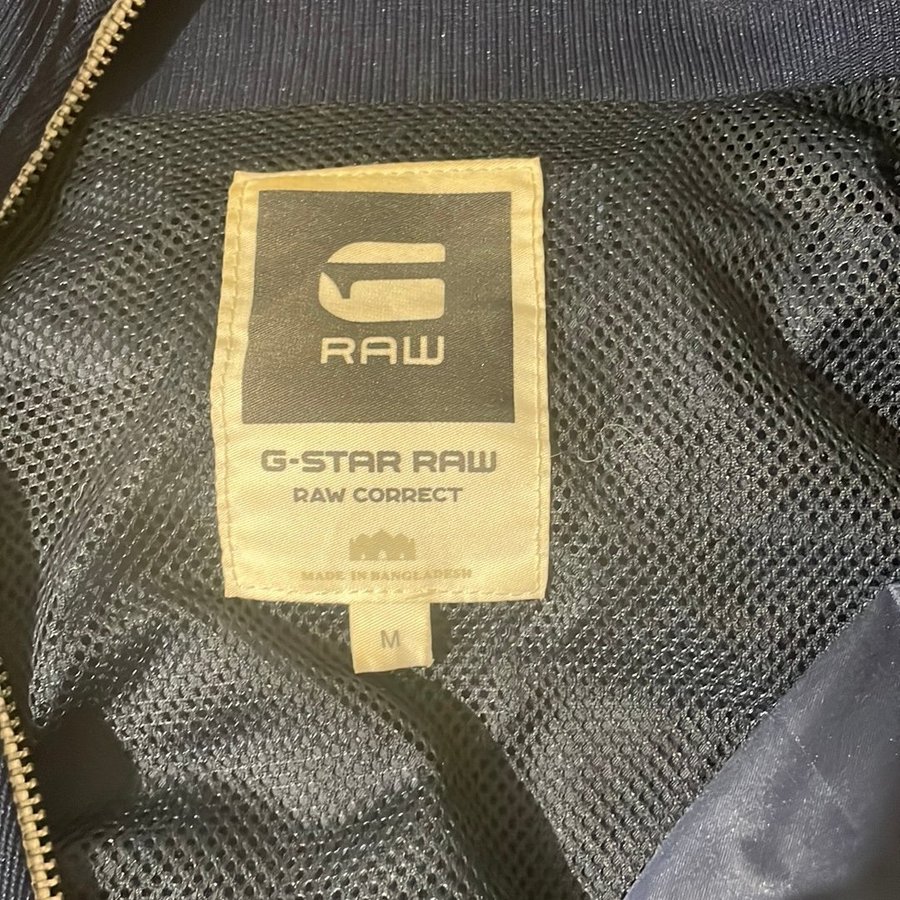 G
RAW
G-STAR RAW
RAW CORRECT
MADE IN BANGLADESH
M